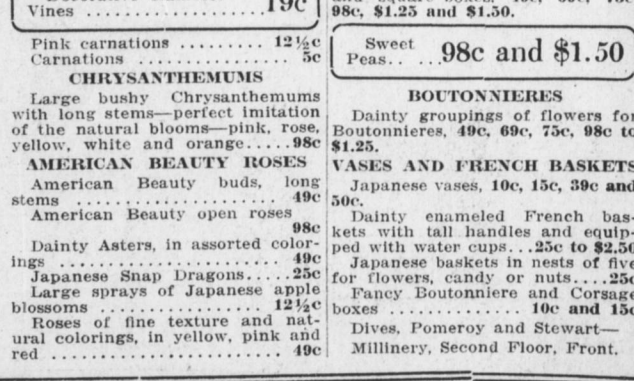 Vines .............. 19c
Pink carnations ......... 12½c
Carnations .............. 5c
CHRYSANTHEMUMS
Large bushy Chrysanthemums
with long stems—perfect imitation
of the natural blooms—pink, rose,
yellow, white and orange.....98c
AMERICAN BEAUTY ROSES
American Beauty buds, long
stems ................ 49c
American Beauty open roses
98c
Dainty Asters, in assorted color-
ings .................. 49c
Japanese Snap Dragons.....25c
Large sprays of Japanese apple
blossoms .............. 12½c
Roses of fine texture and nat-
ural colorings, in yellow, pink and
red .................. 49c
98c, $1.25 and $1.50.
Sweet
Peas.. ...98c and $1.50
BOUTONNIERES
Dainty groupings of flowers for
Boutonnieres, 49c, 69c, 75c, 98c to
$1.25.
VASES AND FRENCH BASKETS
Japanese vases, 10c, 15c, 39c and
50c.
Dainty enameled French bas-
kets with tall handles and equip-
ped with water cups...25c to $2.50
Japanese baskets in nests of five
for flowers, candy or nuts....25c
Fancy Boutonniere and Corsage
boxes .............. 10c and 15c
Dives, Pomeroy and Stewart—
Millinery, Second Floor, Front.